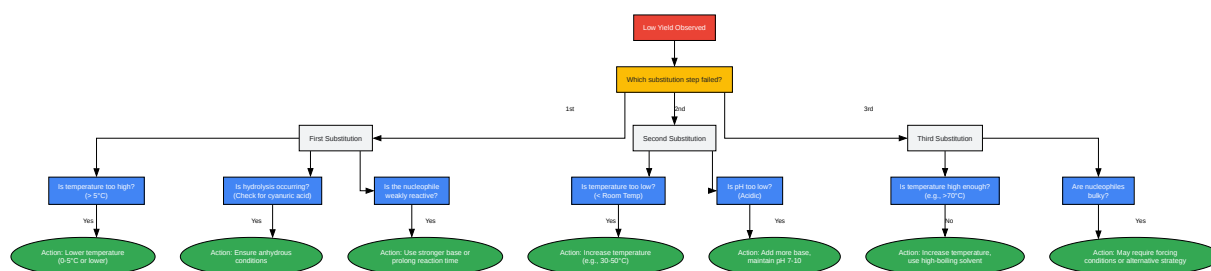 Low Yield Observed
Which substitution step failed?
1st
2nd
3rd
First Substitution
Second Substitution
Third Substitution
Is temperature too high?
(> 5°C)
Is hydrolysis occurring?
(Check for cyanuric acid)
Is the nucleophile
weakly reactive?
Is temperature too low?
(< Room Temp)
Is pH too low?
(Acidic)
Is temperature high enough?
(e.g., >70°C)
Are nucleophiles
bulky?
Yes
Yes
Yes
Yes
Yes
No
Yes
Action: Lower temperature
(0-5°C or lower)
Action: Ensure anhydrous
conditions
Action: Use stronger base or
prolong reaction time
Action: Increase temperature
(e.g., 30-50°C)
Action: Add more base,
maintain pH 7-10
Action: Increase temperature,
use high-boiling solvent
Action: May require forcing
conditions or alternative strategy